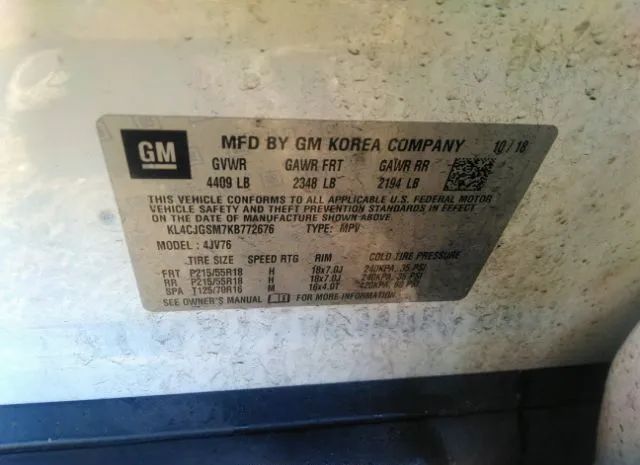 GM
MFD BY GM KOREA COMPANY 10/18
GVWR GAWR FRT GAWR RR
4409 LB 2348 LB 2194 LB
THIS VEHICLE CONFORMS TO ALL APPLICABLE U.S. FEDERAL MOTOR
VEHICLE SAFETY, BUMPER, AND THEFT PREVENTION STANDARDS IN EFFECT ON
THE DATE OF MANUFACTURE SHOWN ABOVE.
KL4CJGSM7KB772676 TYPE: MPV
MODEL: 4JV76
TIRE SIZE SPEED RTG RIM COLD TIRE PRESSURE
FRT P215/55R18 H 18x7.0J 240KPA, 35 PSI
RR P215/55R18 H 18x7.0J 240KPA, 35 PSI
SPA T125/70R16 M 16x4.0T 420KPA, 60 PSI
SEE OWNER'S MANUAL FOR MORE INFORMATION.